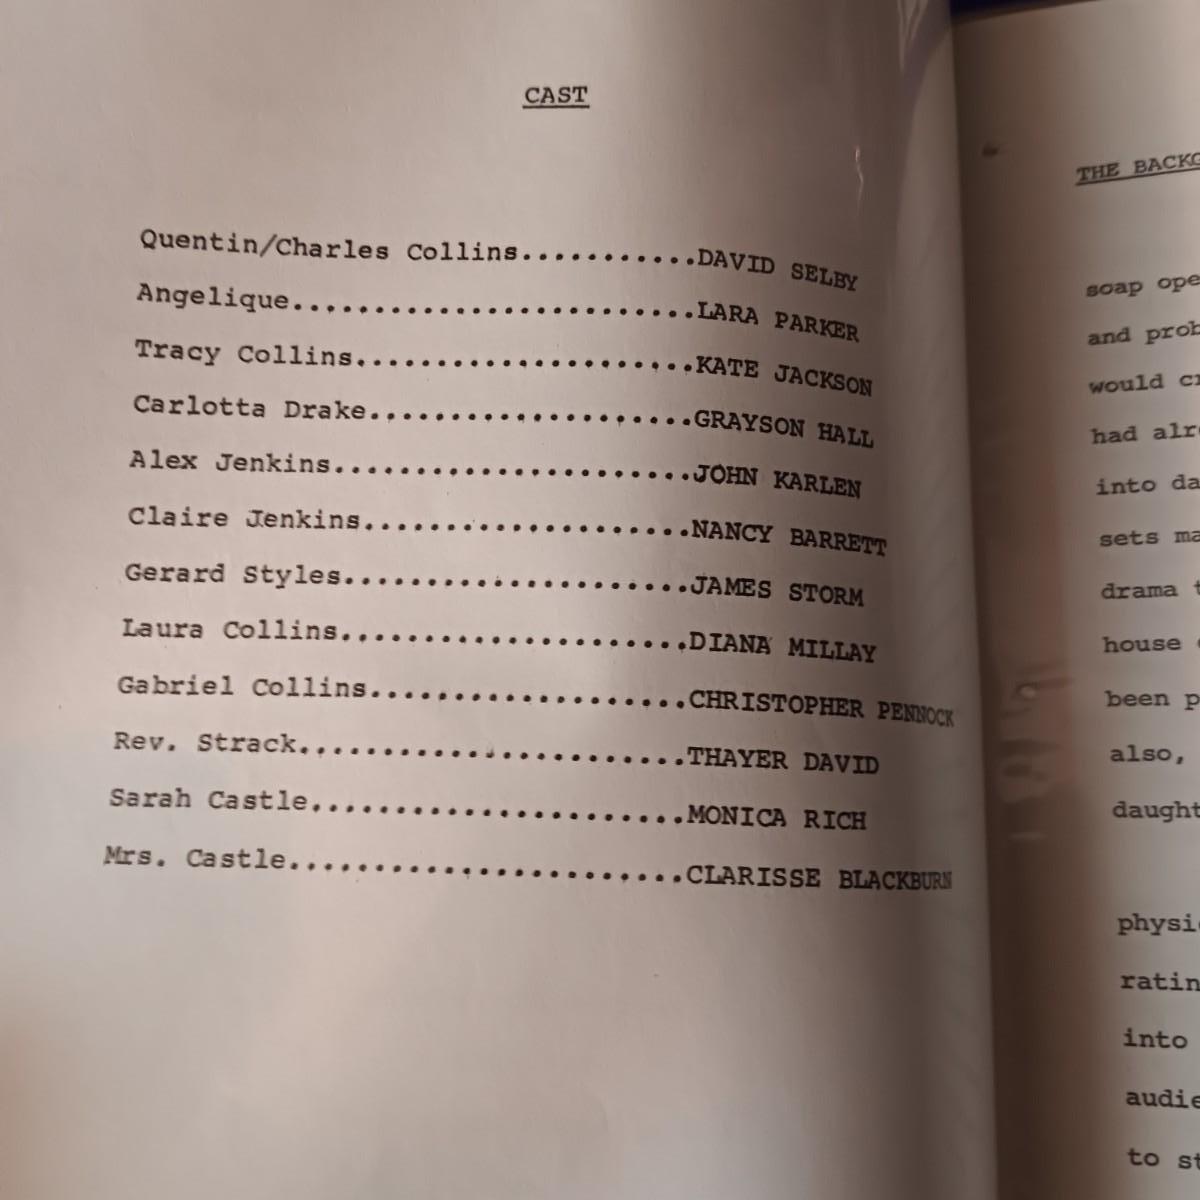 CAST
Quentin/Charles Collins...........DAVID SELBY
Angelique........................LARA PARKER
Tracy Collins....................KATE JACKSON
Carlotta Drake...................GRAYSON HALL
Alex Jenkins.....................JOHN KARLEN
Claire Jenkins...................NANCY BARRETT
Gerard Styles....................JAMES STORM
Laura Collins....................DIANA MILLAY
Gabriel Collins..................CHRISTOPHER PENNOCK
Rev. Strack......................THAYER DAVID
Sarah Castle.....................MONICA RICH
Mrs. Castle......................CLARISSE BLACKBURN
THE
soap
and
would
had
into
sets
drama
house
been
also,
into
to